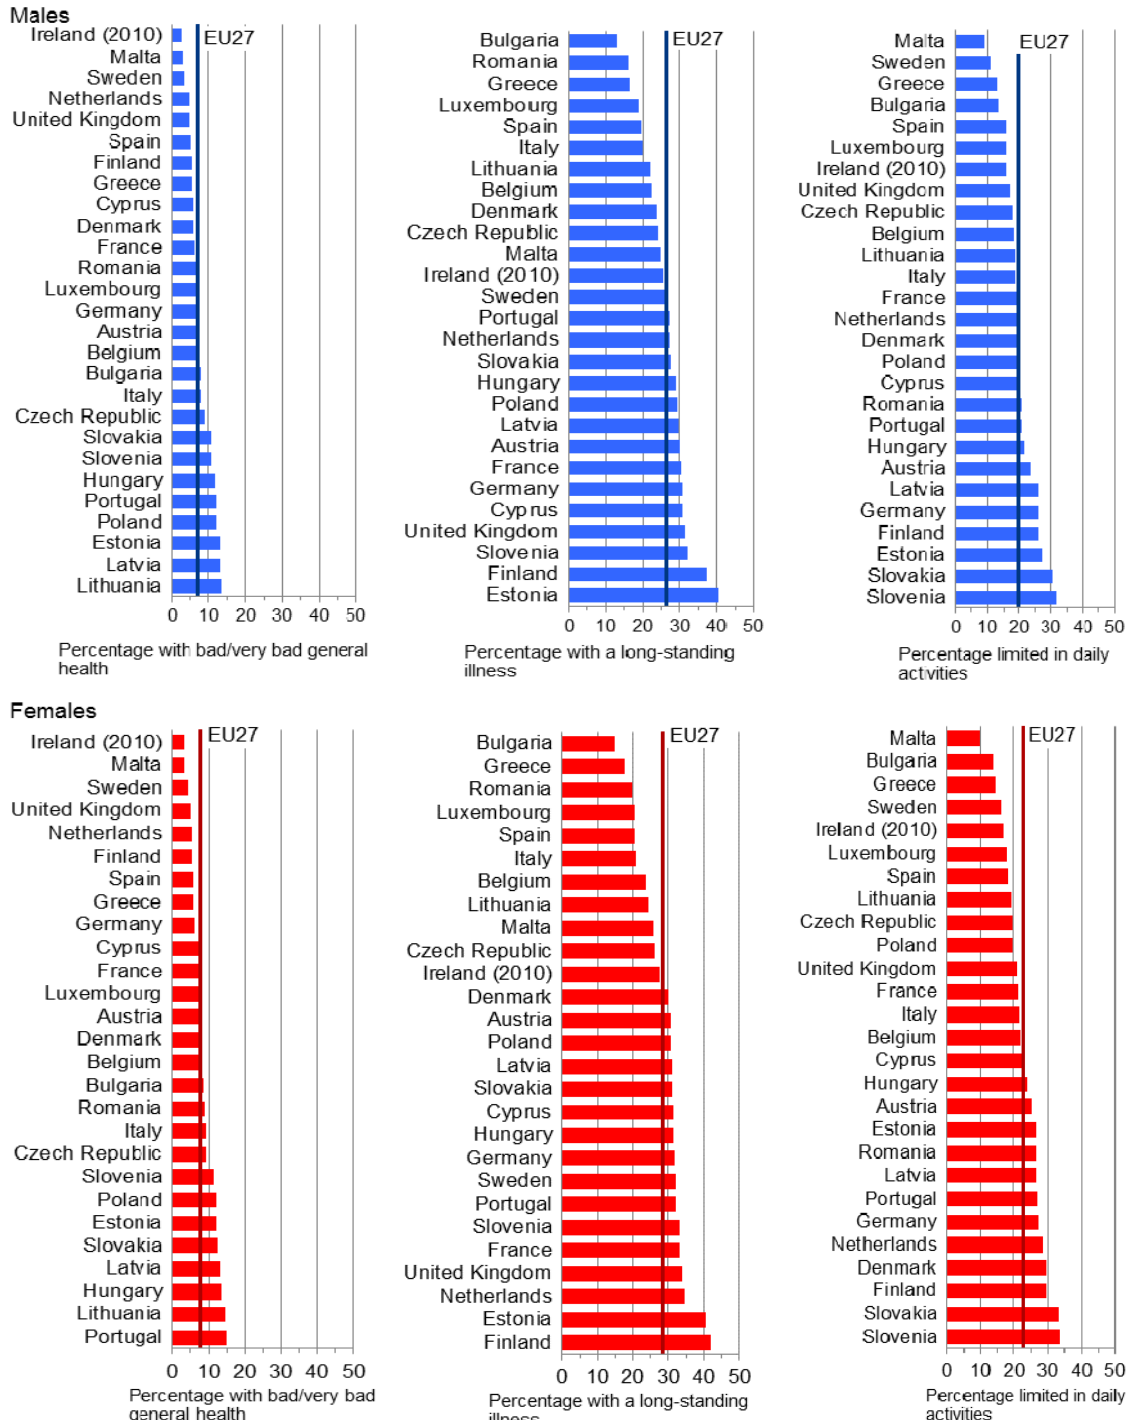 Males
EU27
Ireland (2010)
Malta
Sweden
Netherlands
United Kingdom
Spain
Finland
Greece
Cyprus
Denmark
France
Romania
Luxembourg
Germany
Austria
Belgium
Bulgaria
Italy
Czech Republic
Slovakia
Slovenia
Hungary
Portugal
Poland
Estonia
Latvia
Lithuania
0 10 20 30 40 50
Percentage with bad/very bad general
health
EU27
Bulgaria
Romania
Greece
Luxembourg
Spain
Italy
Lithuania
Belgium
Denmark
Czech Republic
Malta
Ireland (2010)
Sweden
Portugal
Netherlands
Slovakia
Hungary
Poland
Latvia
Austria
France
Germany
Cyprus
United Kingdom
Slovenia
Finland
Estonia
0 10 20 30 40 50
Percentage with a long-standing
illness
EU27
Malta
Sweden
Greece
Bulgaria
Spain
Luxembourg
Ireland (2010)
United Kingdom
Czech Republic
Belgium
Lithuania
Italy
France
Netherlands
Denmark
Poland
Cyprus
Romania
Portugal
Hungary
Austria
Latvia
Germany
Finland
Estonia
Slovakia
Slovenia
0 10 20 30 40 50
Percentage limited in daily
activities
Females
EU27
Ireland (2010)
Malta
Sweden
United Kingdom
Netherlands
Finland
Spain
Greece
Germany
Cyprus
France
Luxembourg
Austria
Denmark
Belgium
Bulgaria
Romania
Italy
Czech Republic
Slovenia
Poland
Estonia
Slovakia
Latvia
Hungary
Lithuania
Portugal
0 10 20 30 40 50
Percentage with bad/very bad
general health
EU27
Bulgaria
Greece
Romania
Luxembourg
Spain
Italy
Belgium
Lithuania
Malta
Czech Republic
Ireland (2010)
Denmark
Austria
Poland
Latvia
Slovakia
Cyprus
Hungary
Germany
Sweden
Portugal
Slovenia
France
United Kingdom
Netherlands
Estonia
Finland
0 10 20 30 40 50
Percentage with a long-standing
illness
EU27
Malta
Bulgaria
Greece
Sweden
Ireland (2010)
Luxembourg
Spain
Lithuania
Czech Republic
Poland
United Kingdom
France
Italy
Belgium
Cyprus
Hungary
Austria
Estonia
Romania
Latvia
Portugal
Germany
Netherlands
Denmark
Finland
Slovakia
Slovenia
0 10 20 30 40 50
Percentage limited in daily
activities